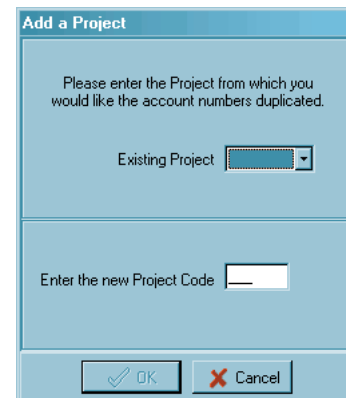 Add a Project
Please enter the Project from which you
would like the account numbers duplicated.
Existing Project
Enter the new Project Code ___
OK Cancel